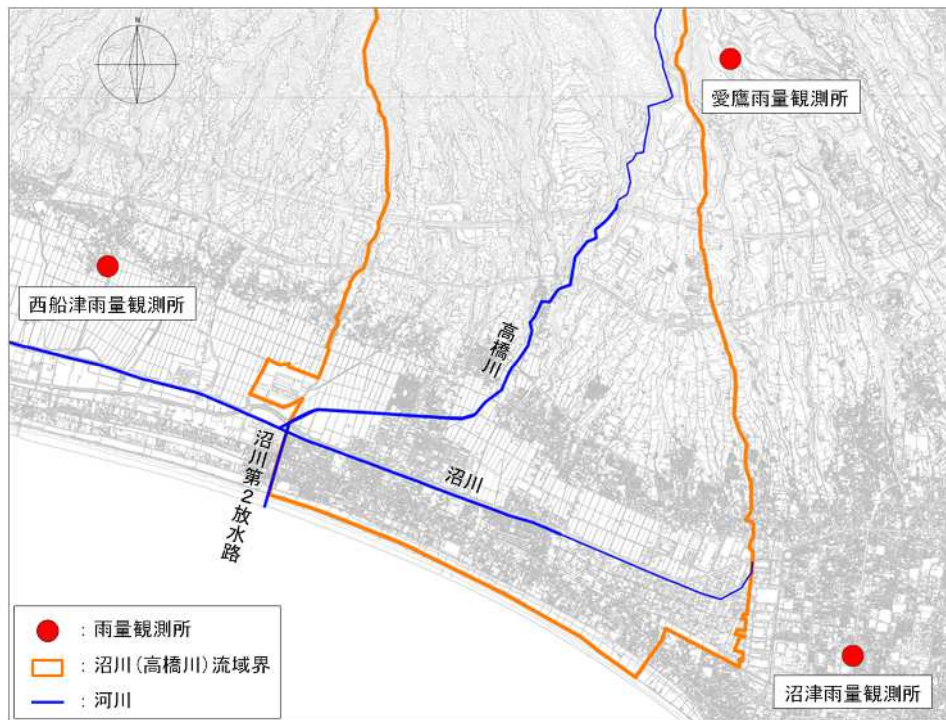 N
愛鷹雨量観測所
西船津雨量観測所
高橋川
沼川
沼川第2放水路
：雨量観測所
：沼川(高橋川)流域界
：河川
沼津雨量観測所